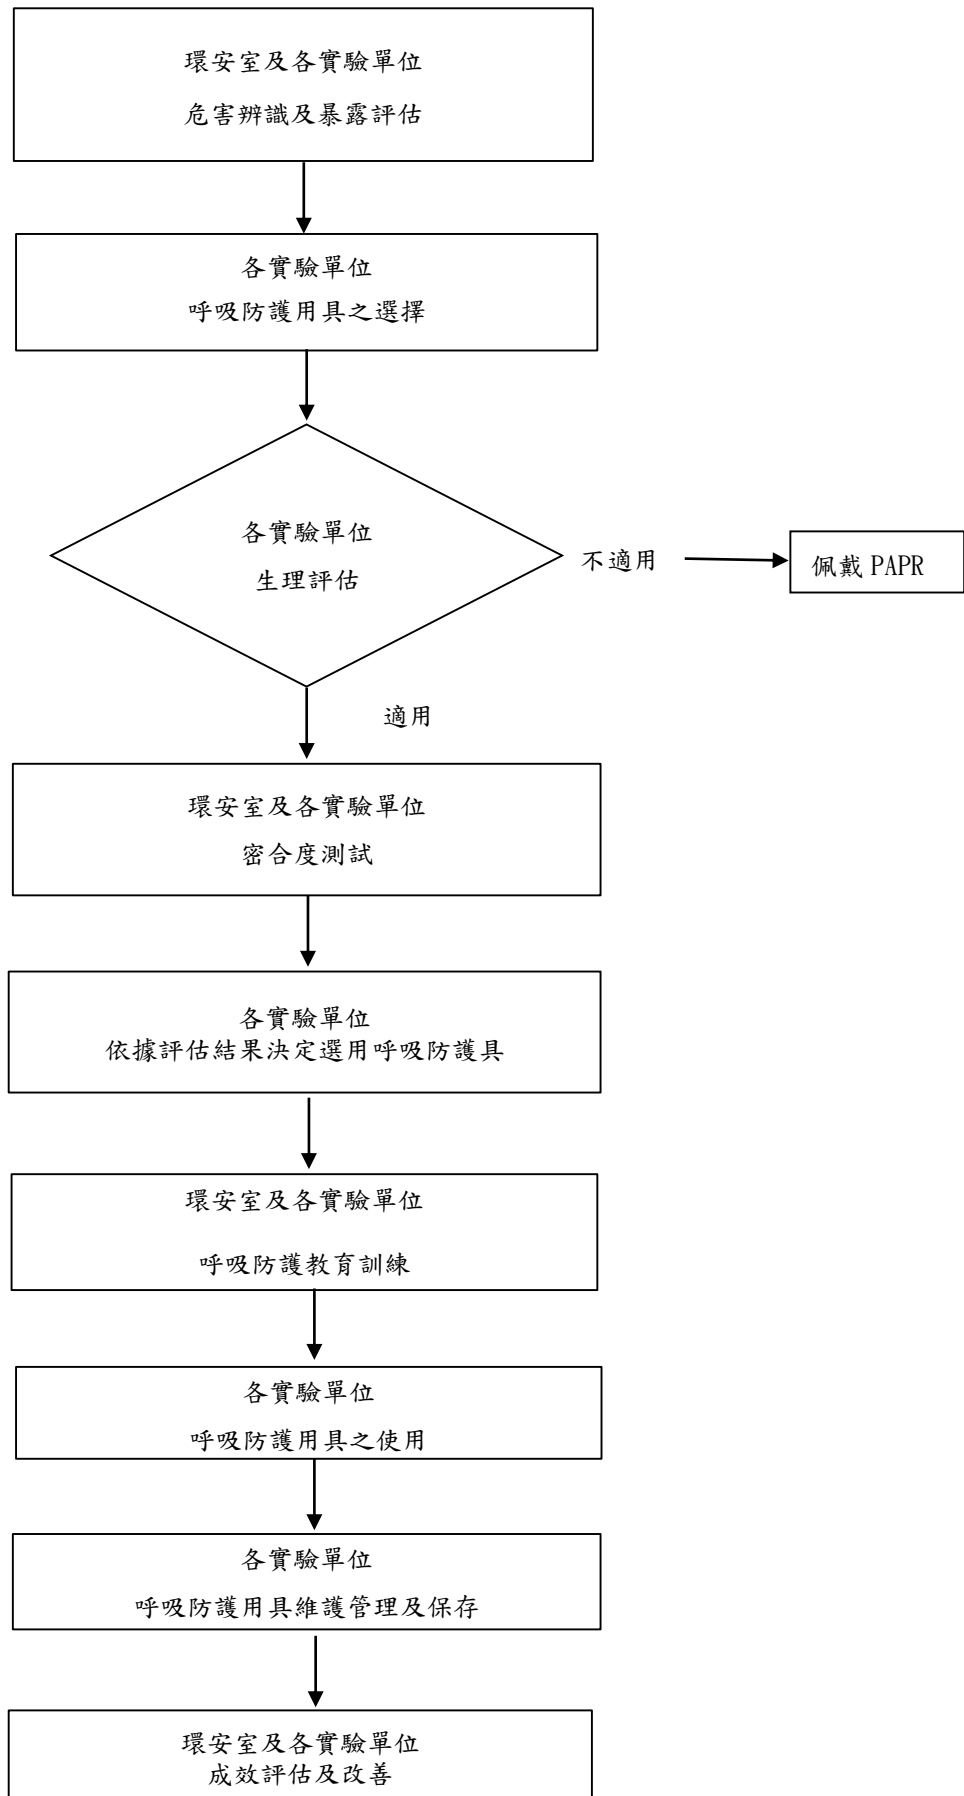 環安室及各實驗單位
危害辨識及暴露評估
各實驗單位
呼吸防護用具之選擇
各實驗單位
生理評估
不適用
佩戴 PAPR
適用
環安室及各實驗單位
密合度測試
各實驗單位
依據評估結果決定選用呼吸防護具
環安室及各實驗單位
呼吸防護教育訓練
各實驗單位
呼吸防護用具之使用
各實驗單位
呼吸防護用具維護管理及保存
環安室及各實驗單位
成效評估及改善